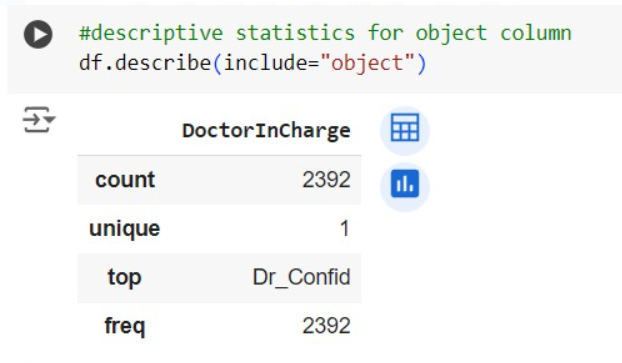 #descriptive statistics for object column
df.describe(include="object")
DoctorInCharge
count 2392
unique 1
top Dr_Confid
freq 2392